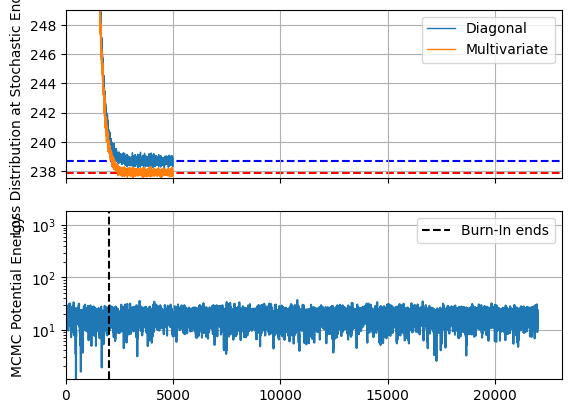 Loss Distribution at Stochastic
248
246
244
242
240
238
Diagonal
Multivariate
MCMC Potential Energy
10³
10²
10¹
Burn-In ends
0 5000 10000 15000 20000